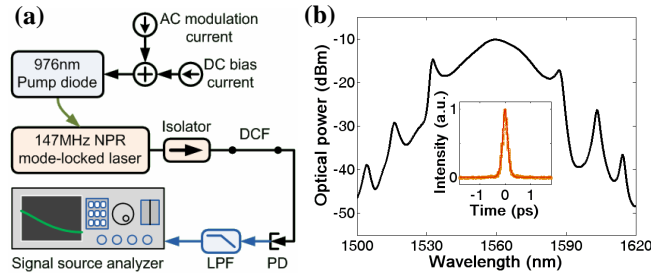 (a)
AC modulation
current
976nm
Pump diode
DC bias
current
147MHz NPR
mode-locked laser
Isolator
DCF
Signal source analyzer
LPF
PD
(b)
Optical power (dBm)
-10
-20
-30
-40
-50
1500
1530
1560
1590
1620
Wavelength (nm)
Intensity (a.u.)
1
0
-1
0
1
Time (ps)